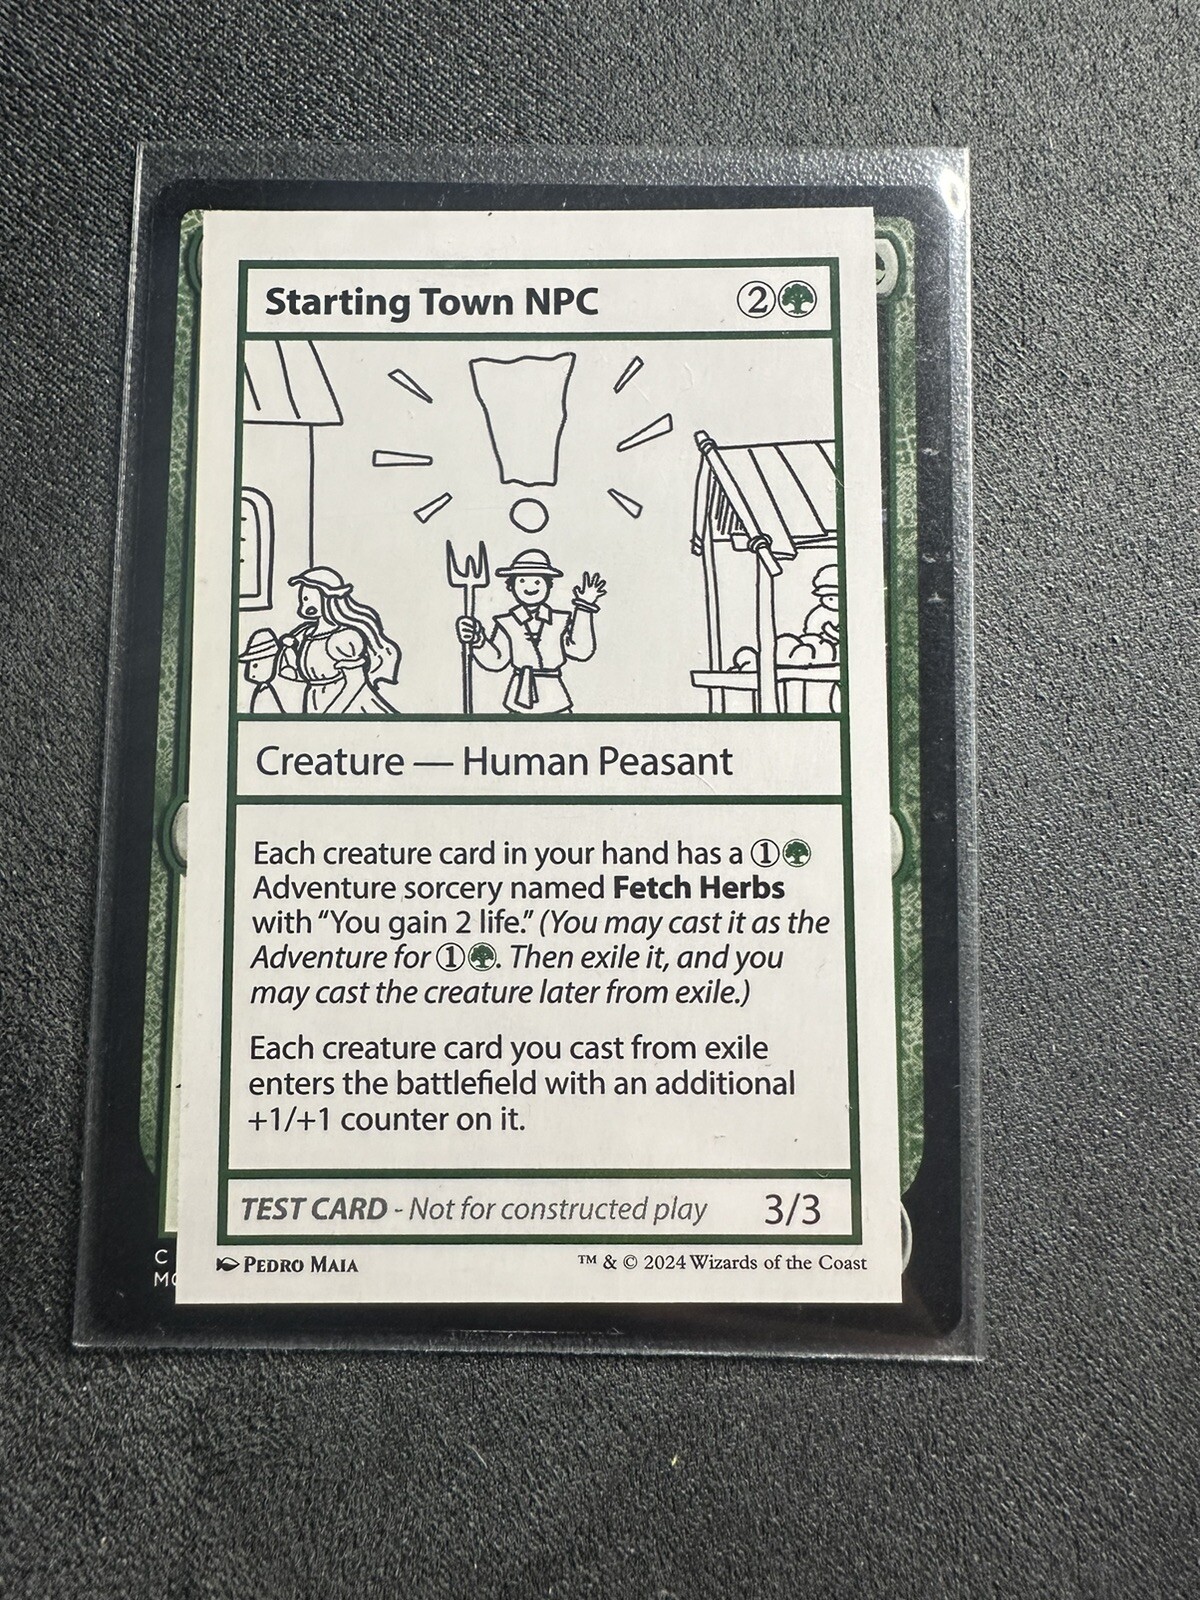 Starting Town NPC 2
Creature — Human Peasant
Each creature card in your hand has a 1
Adventure sorcery named Fetch Herbs
with “You gain 2 life.” (You may cast it as the
Adventure for 1. Then exile it, and you
may cast the creature later from exile.)
Each creature card you cast from exile
enters the battlefield with an additional
+1/+1 counter on it.
TEST CARD - Not for constructed play 3/3
C
PEDRO MAIA ™ & © 2024 Wizards of the Coast